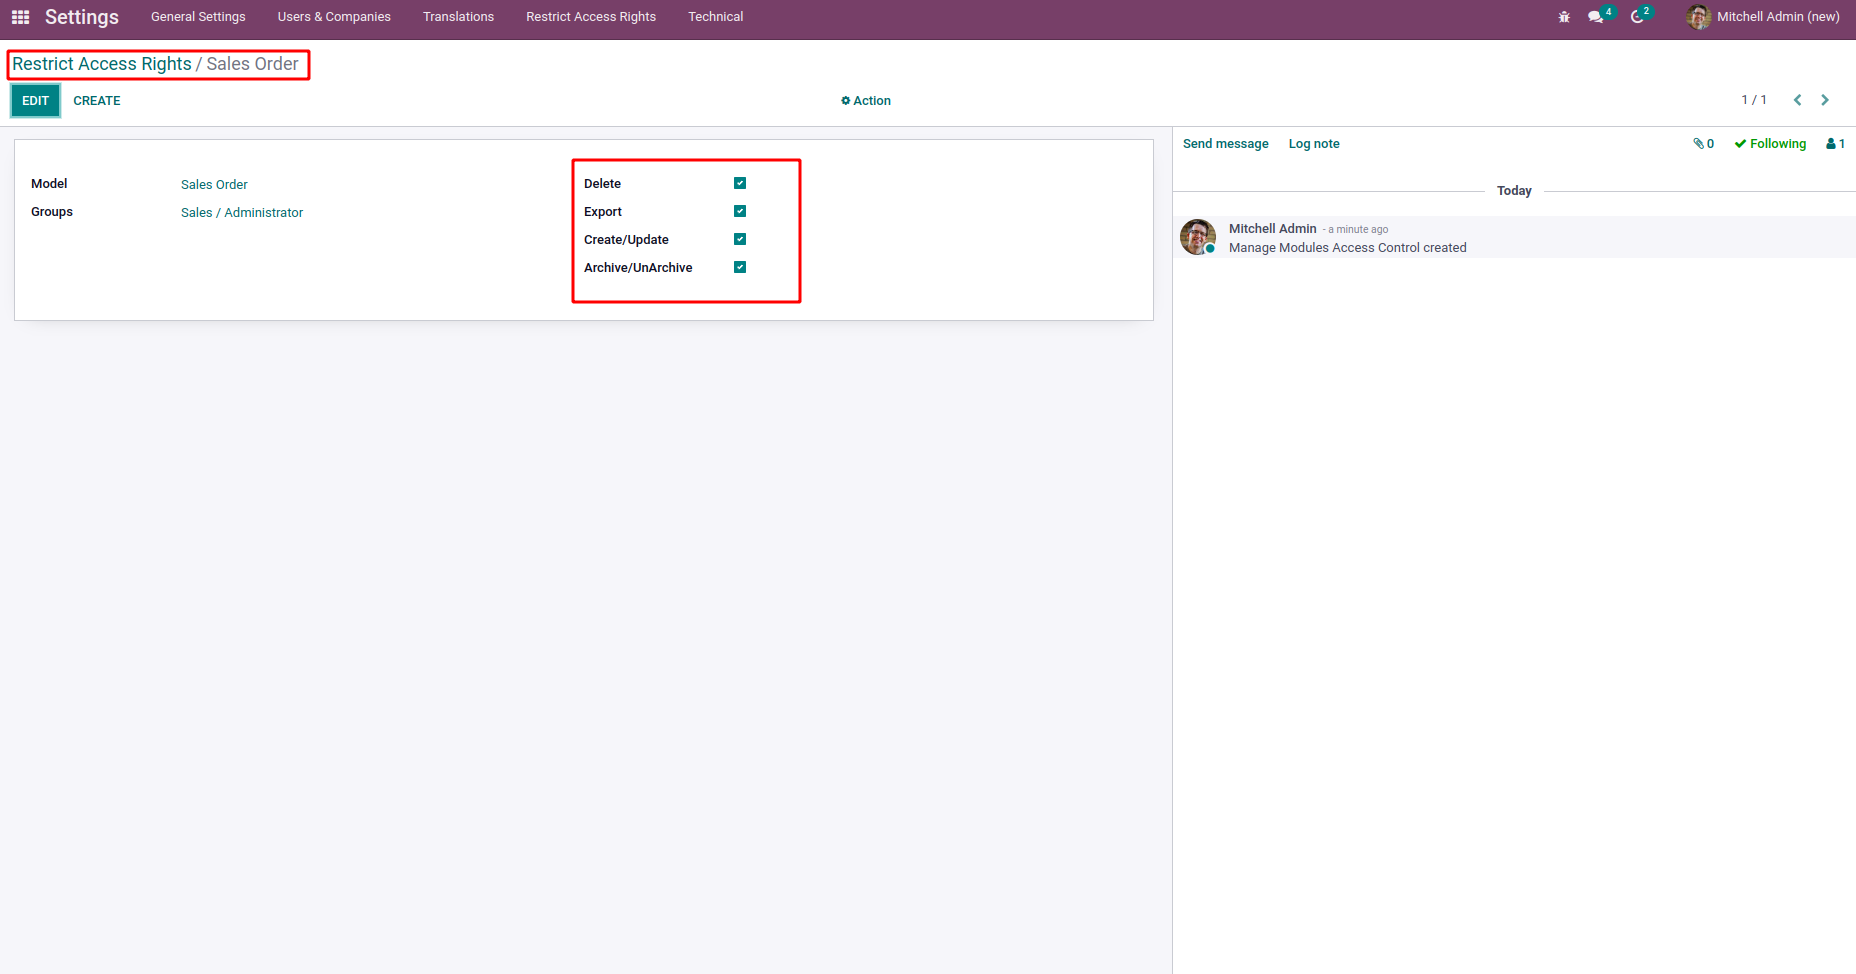 Settings General Settings Users & Companies Translations Restrict Access Rights Technical 4 2 Mitchell Admin (new)
Restrict Access Rights / Sales Order
EDIT CREATE Action 1 / 1
Send message Log note 0 Following 1
Model Sales Order Delete
Groups Sales / Administrator Export
Create/Update
Archive/UnArchive
Today
Mitchell Admin - a minute ago
Manage Modules Access Control created